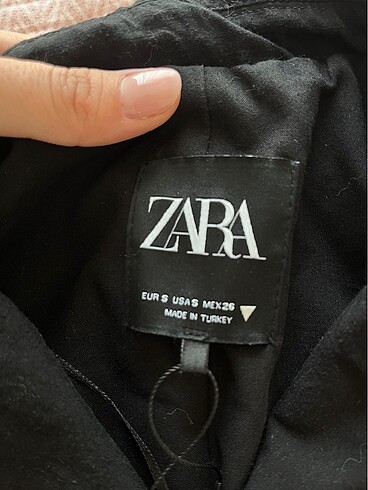 ZARA
EUR S USA S MEX 26
MADE IN TURKEY